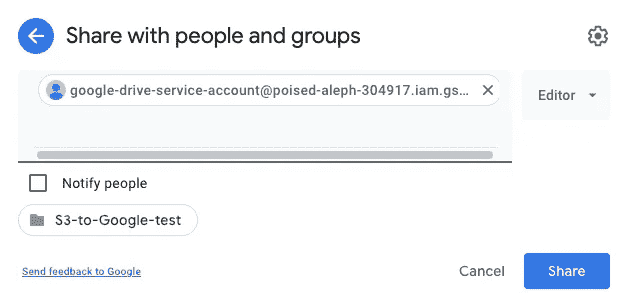 Share with people and groups
google-drive-service-account@poised-aleph-304917.iam.gs...
Editor
Notify people
S3-to-Google-test
Send feedback to Google
Cancel
Share